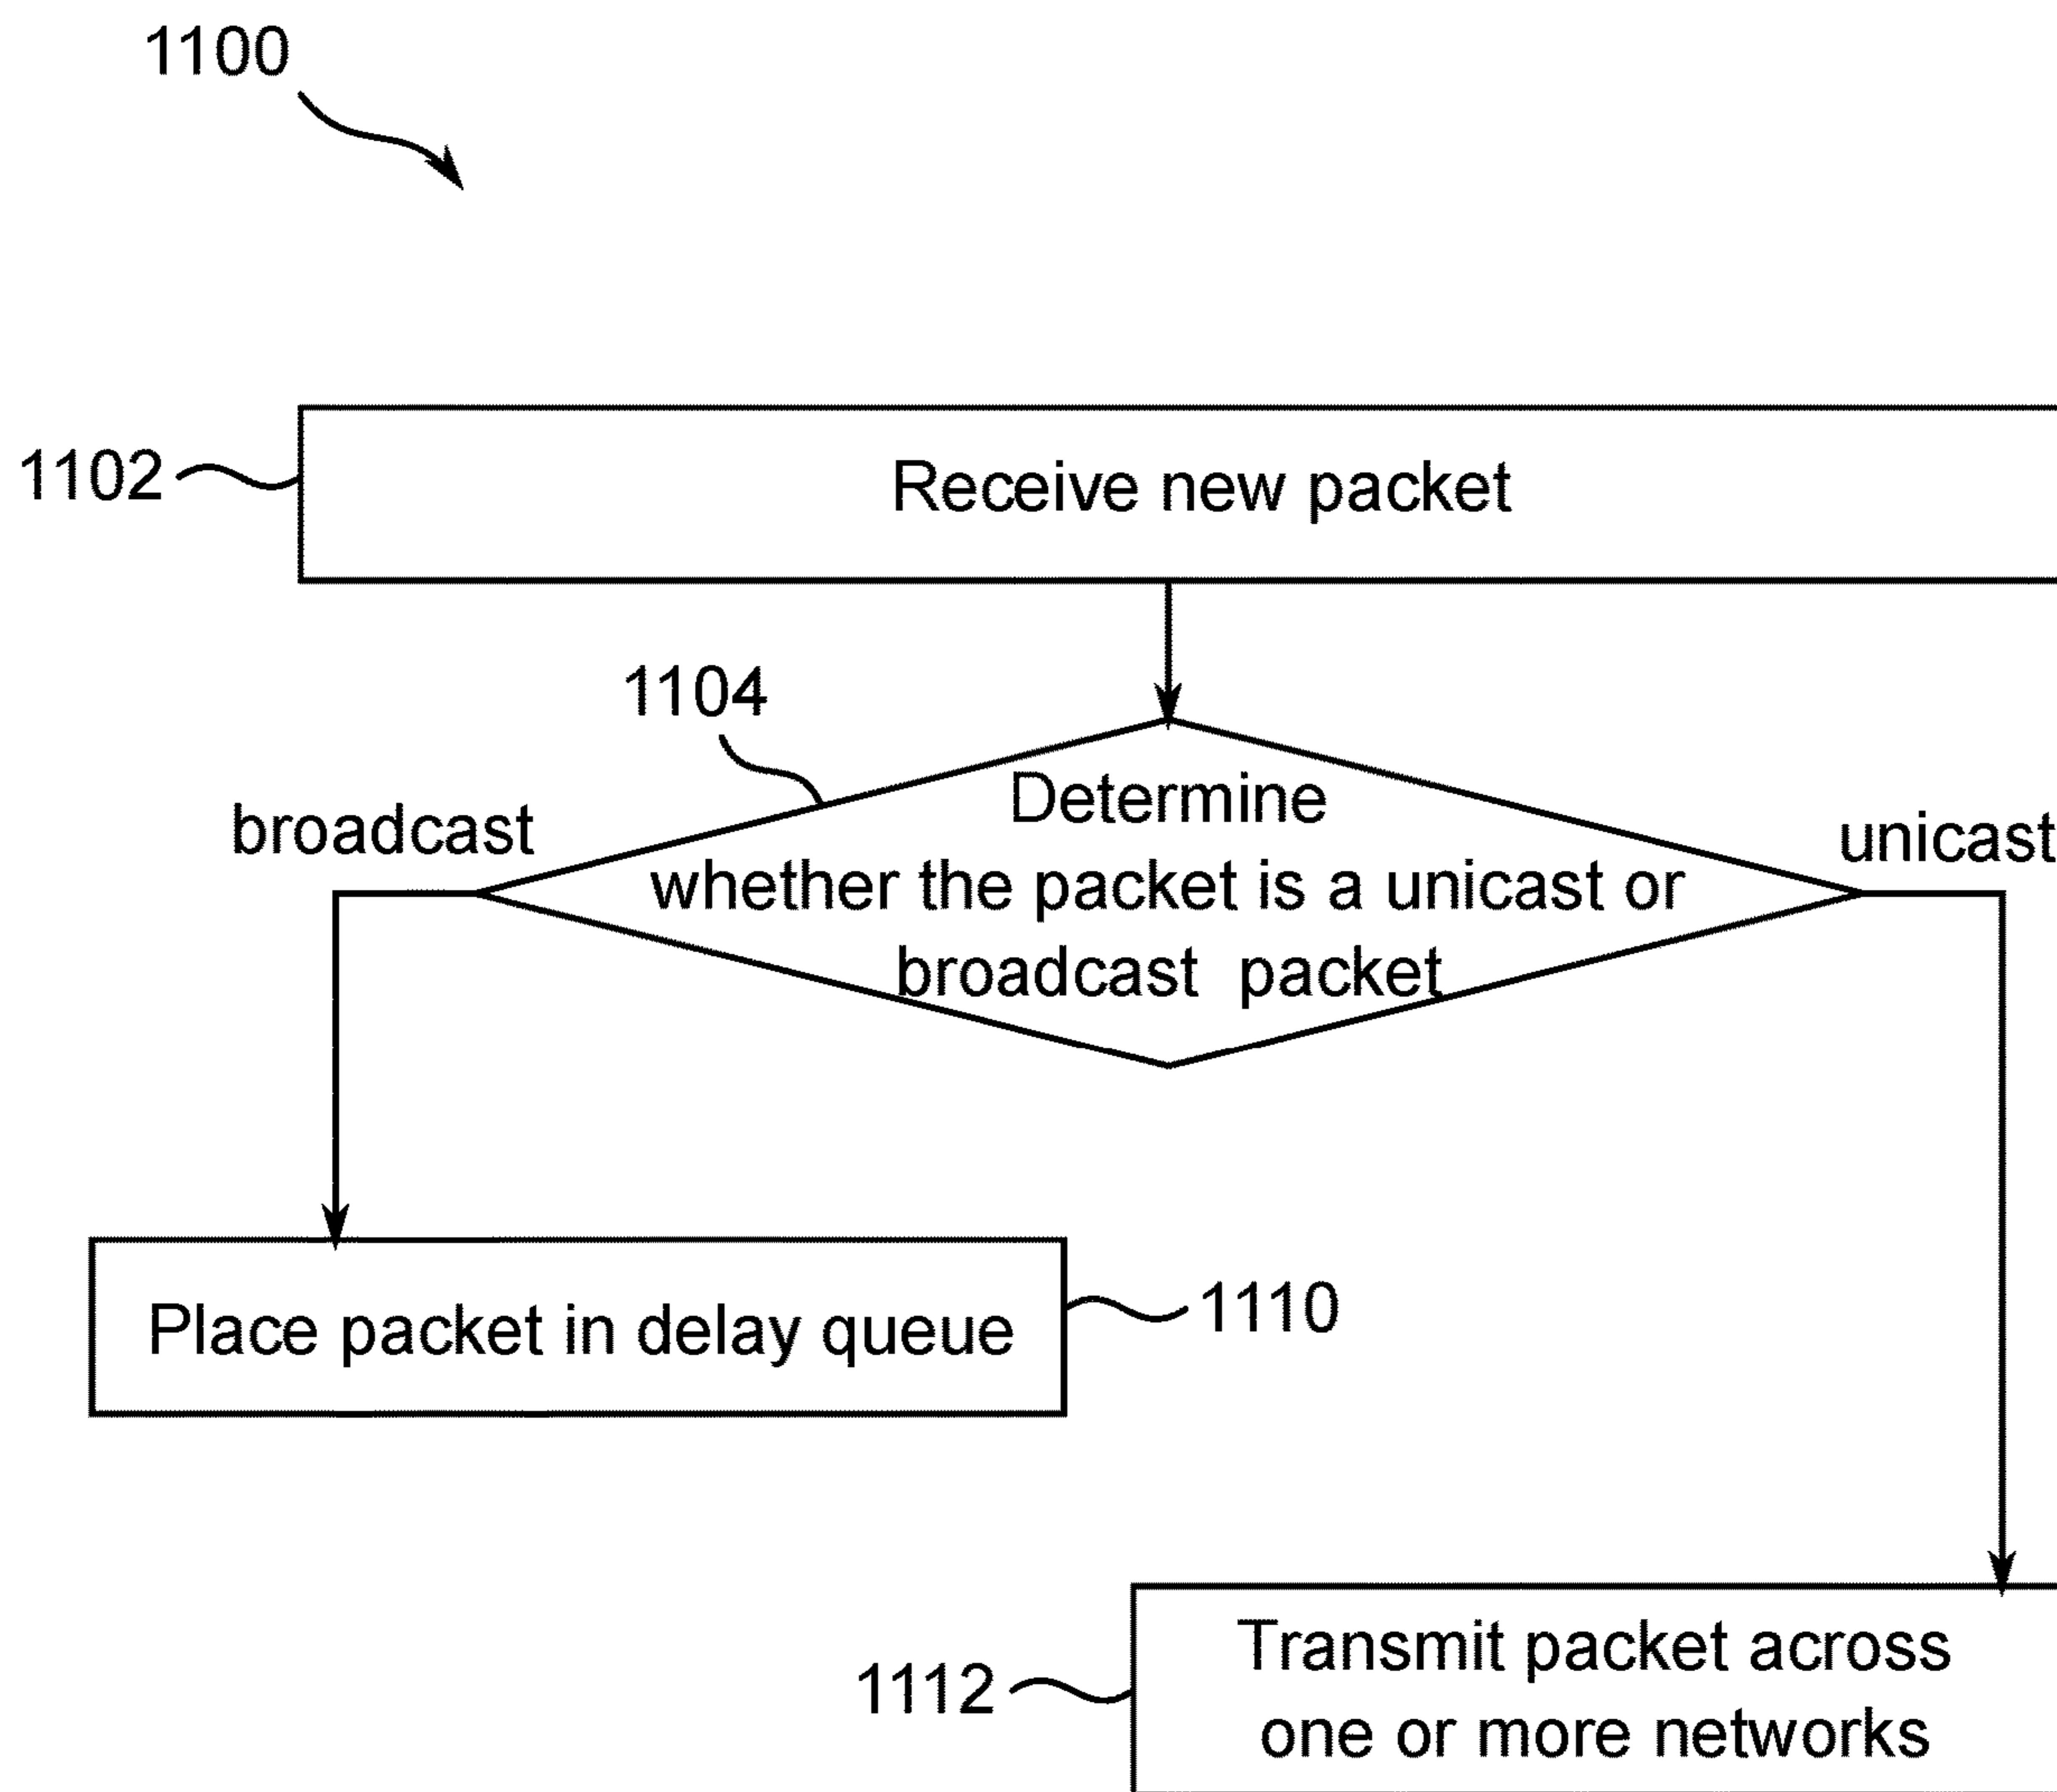 1100
1102
Receive new packet
1104
broadcast
Determine
whether the packet is a unicast or
broadcast packet
unicast
Place packet in delay queue
1110
1112
Transmit packet across
one or more networks